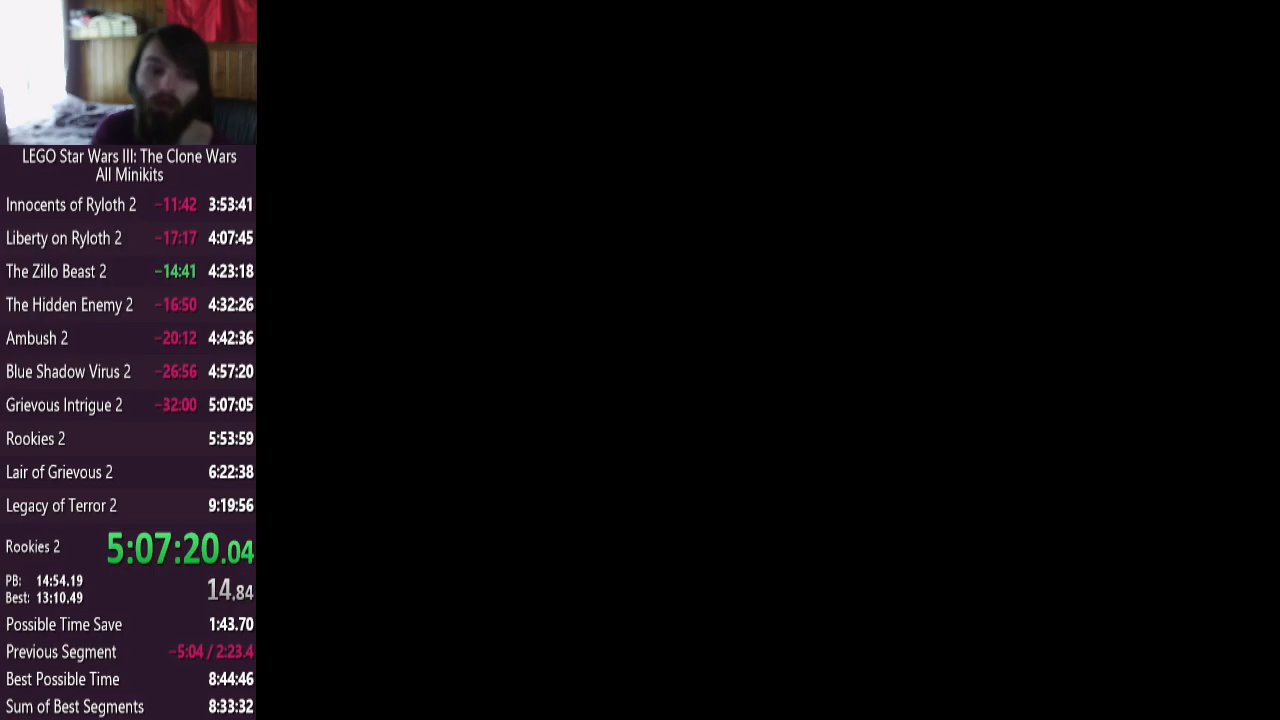 LEGO Star Wars III: The Clone Wars
All Minikits
Innocents of Ryloth 2 −11:42 3:53:41
Liberty on Ryloth 2 −17:17 4:07:45
The Zillo Beast 2 −14:41 4:23:18
The Hidden Enemy 2 −16:50 4:32:26
Ambush 2 −20:12 4:42:36
Blue Shadow Virus 2 −26:56 4:57:20
Grievous Intrigue 2 −32:00 5:07:05
Rookies 2 5:53:59
Lair of Grievous 2 6:22:38
Legacy of Terror 2 9:19:56
Rookies 2 5:07:20.04
PB: 14:54.19 14.84
Best: 13:10.49
Possible Time Save 1:43.70
Previous Segment −5:04 / 2:23.4
Best Possible Time 8:44:46
Sum of Best Segments 8:33:32